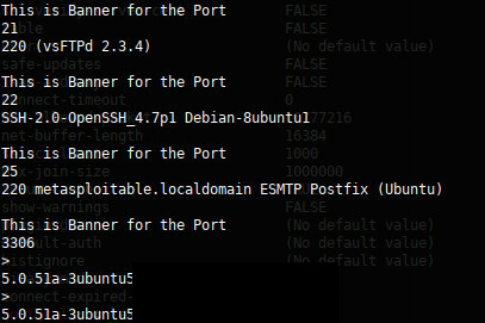 This is Banner for the Port FALSE
21 FALSE
220 (vsFTPd 2.3.4) (No default value)
safe-updates FALSE
This is Banner for the Port FALSE
22 0
SSH-2.0-OpenSSH_4.7p1 Debian-8ubuntu1
net-buffer-length 16384
This is Banner for the Port 1000
25 1000000
220 metasploitable.localdomain ESMTP Postfix (Ubuntu)
show-warnings FALSE
This is Banner for the Port (No default value)
3306 (No default value)
> (No default value)
5.0.51a-3ubuntu5
>
5.0.51a-3ubuntu5